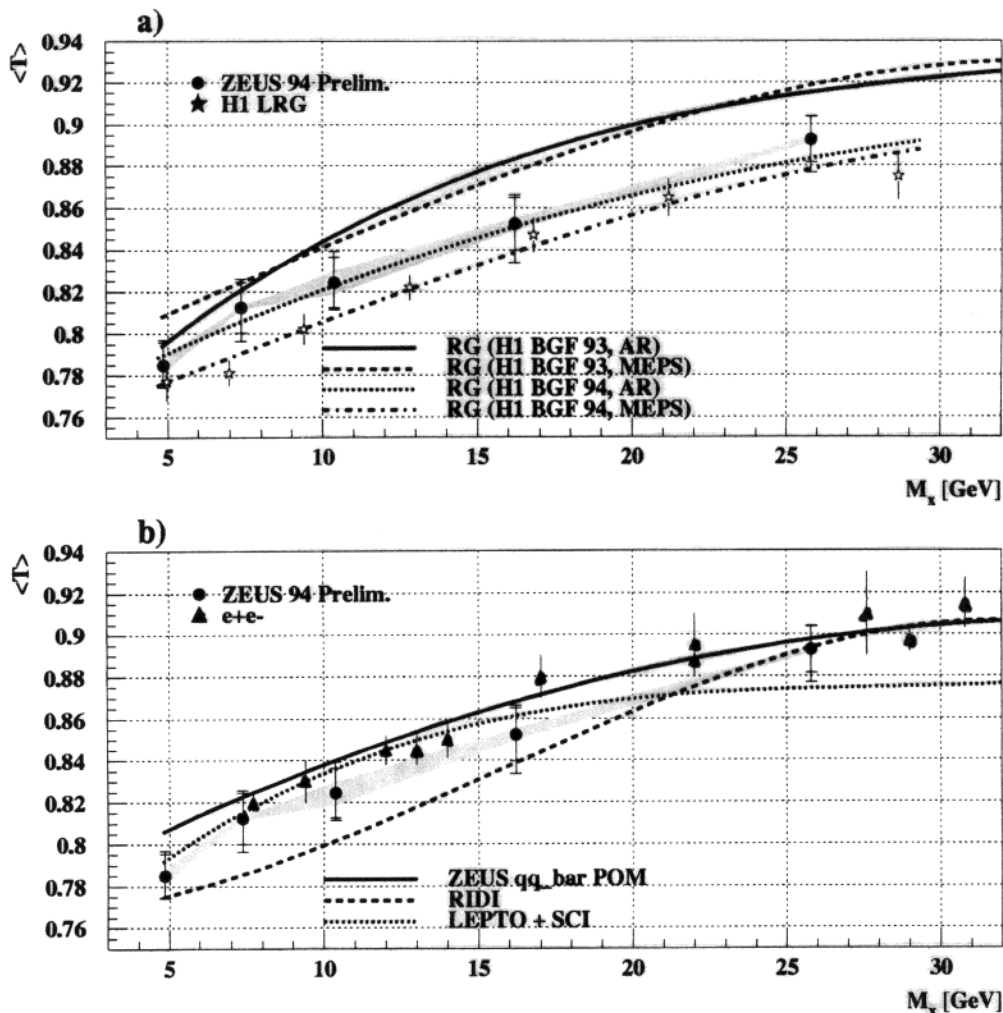 a)
<T>
0.94
0.92
0.9
0.88
0.86
0.84
0.82
0.8
0.78
0.76
ZEUS 94 Prelim.
H1 LRG
RG (H1 BGF 93, AR)
RG (H1 BGF 93, MEPS)
RG (H1 BGF 94, AR)
RG (H1 BGF 94, MEPS)
5 10 15 20 25 30
Mx [GeV]
b)
<T>
0.94
0.92
0.9
0.88
0.86
0.84
0.82
0.8
0.78
0.76
ZEUS 94 Prelim.
e+e-
ZEUS qq_bar POM
RIDI
LEPTO + SCI
5 10 15 20 25 30
Mx [GeV]